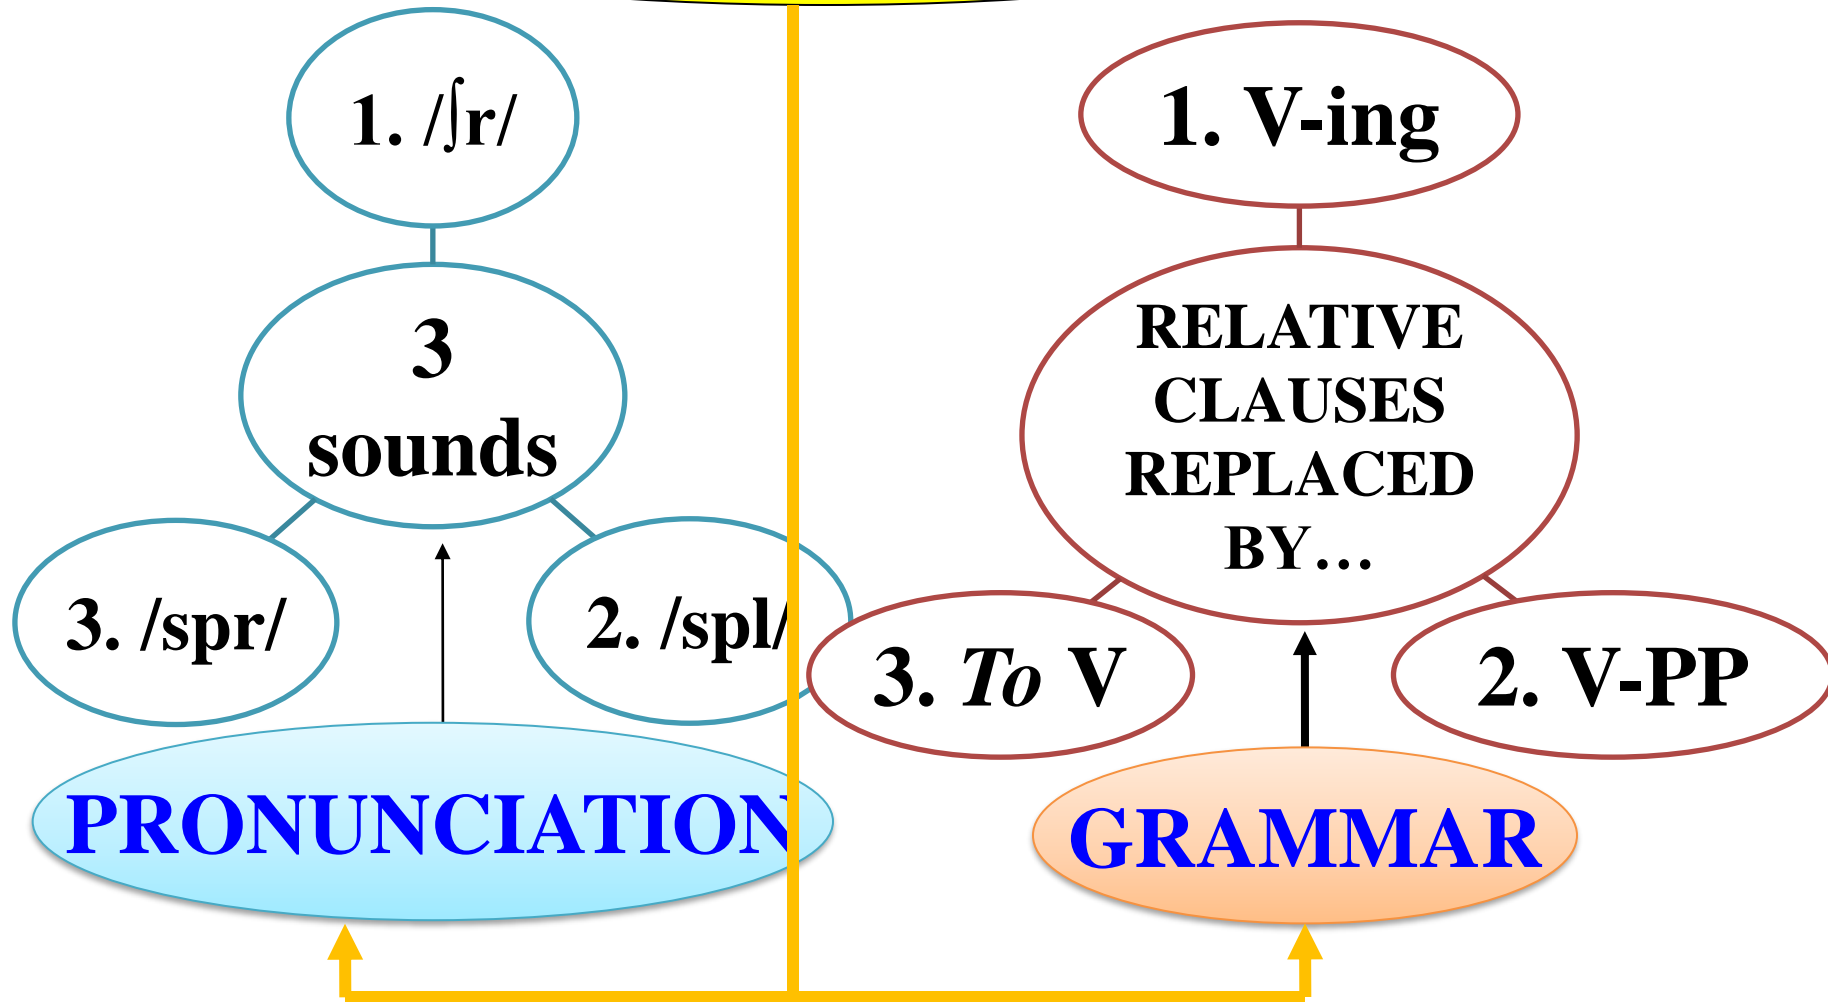 1. /∫r/
3
sounds
3. /spr/
2. /spl/
PRONUNCIATION
1. V-ing
RELATIVE
CLAUSES
REPLACED
BY…
3. To V
2. V-PP
GRAMMAR